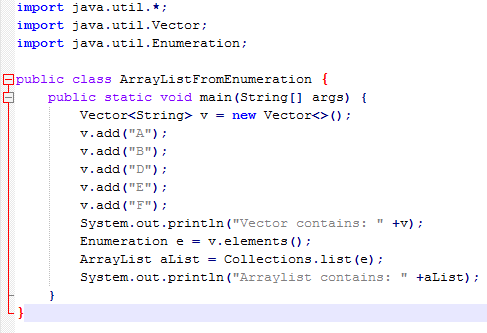 import java.util.*;
import java.util.Vector;
import java.util.Enumeration;
public class ArrayListFromEnumeration {
public static void main(String[] args) {
Vector<String> v = new Vector<>();
v.add("A");
v.add("B");
v.add("D");
v.add("E");
v.add("F");
System.out.println("Vector contains: " +v);
Enumeration e = v.elements();
ArrayList aList = Collections.list(e);
System.out.println("Arraylist contains: " +aList);
}
}